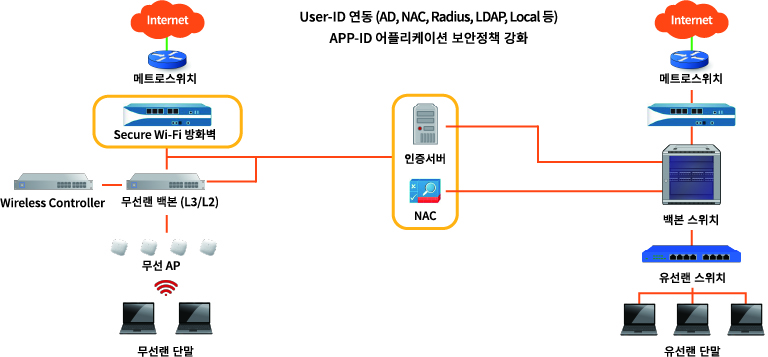 User-ID 연동 (AD, NAC, Radius, LDAP, Local 등)
APP-ID 어플리케이션 보안정책 강화
Internet
메트로스위치
Secure Wi-Fi 방화벽
Wireless Controller
무선랜 백본 (L3/L2)
무선 AP
무선랜 단말
인증서버
NAC
Internet
메트로스위치
백본 스위치
유선랜 스위치
유선랜 단말